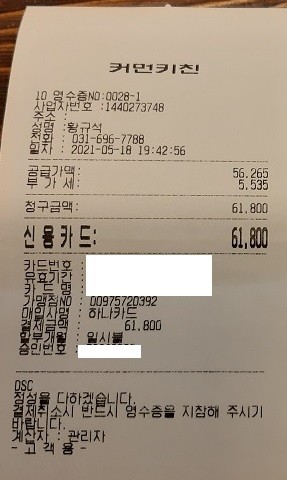 커먼키친
10 영수증NO:0028-1
사업자번호 :1440273748
주소 :
성명 :황규석
전화 : 031-696-7788
일자 : 2021-05-18 19:42:56
공급가액: 56,265
부 가 세: 5,535
청구금액: 61,800
신용카드: 61,800
카드번호 :
유효기간 :
카 드 명 :
가맹점NO : 00975720392
매입사명 : 하나카드
결제금액 : 61,800
할부개월 : 일시불
승인번호 :
DSC
정성을 다하겠습니다.
결제취소시 반드시 영수증을 지참해 주시기
바랍니다.
계산자 : 관리자
- 고 객 용 -